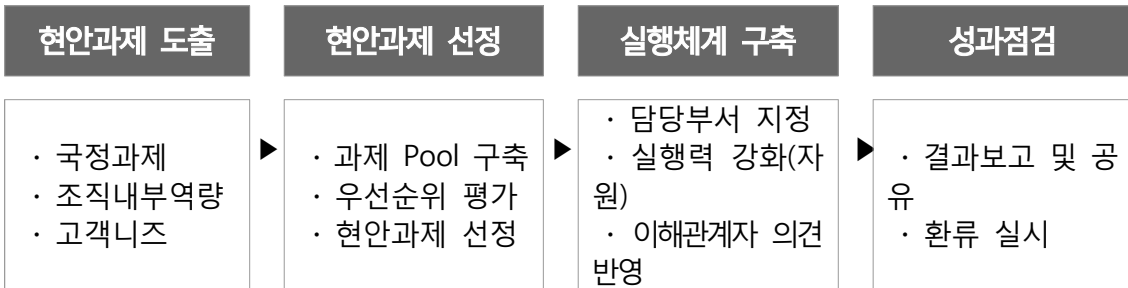 현안과제 도출
현안과제 선정
실행체계 구축
성과점검
· 국정과제
· 조직내부역량
· 고객니즈
▶
· 과제 Pool 구축
· 우선순위 평가
· 현안과제 선정
▶
· 담당부서 지정
· 실행력 강화(자
원)
· 이해관계자 의견
반영
▶
· 결과보고 및 공
유
· 환류 실시